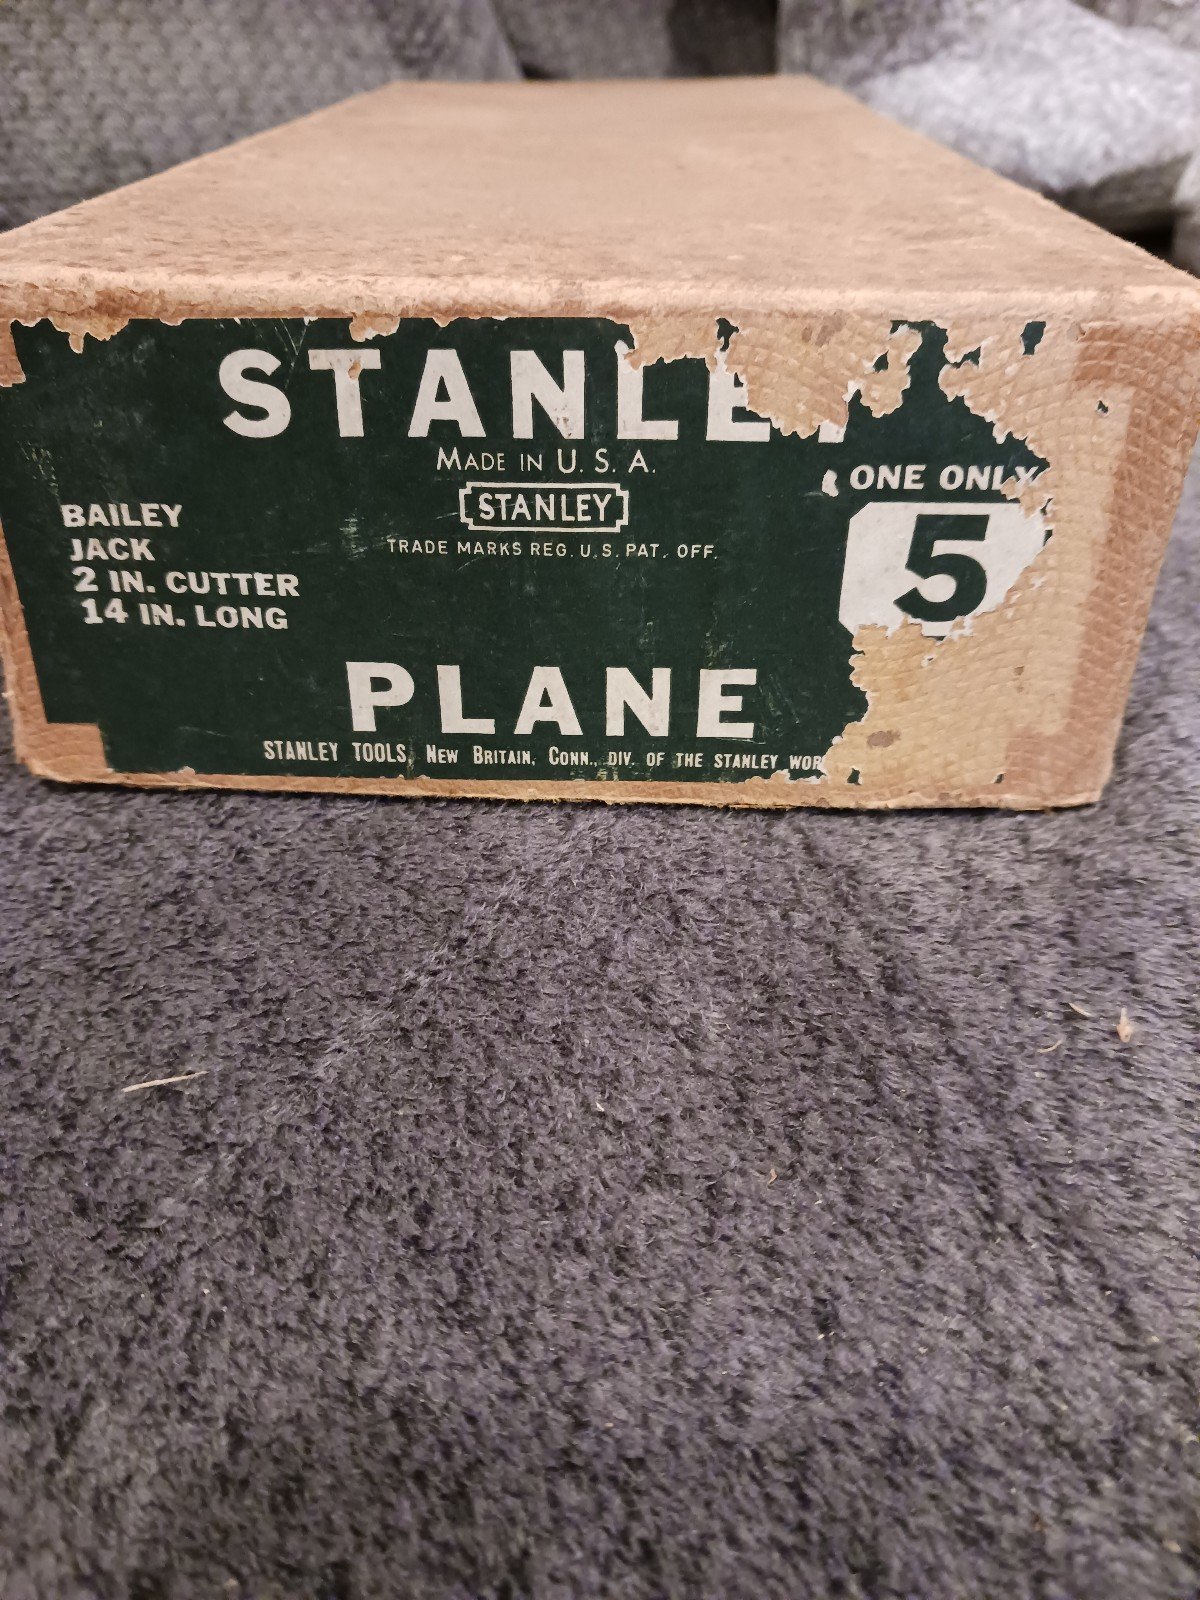 STANLEY
MADE IN U. S. A.
STANLEY
TRADE MARKS REG. U.S. PAT. OFF.
BAILEY
JACK
2 IN. CUTTER
14 IN. LONG
ONE ONLY
5
PLANE
STANLEY TOOLS, NEW BRITAIN, CONN., DIV. OF THE STANLEY WOR